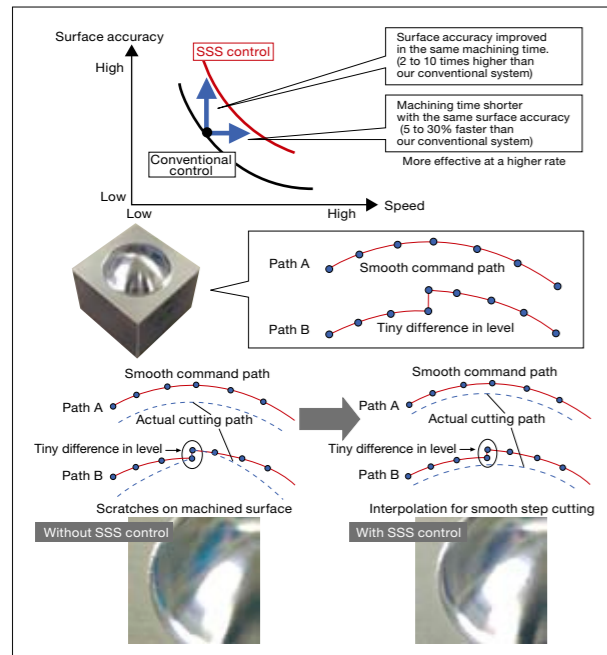 Surface accuracy
SSS control
High
Surface accuracy improved
in the same machining time.
(2 to 10 times higher than
our conventional system)
Machining time shorter
with the same surface accuracy
(5 to 30% faster than
our conventional system)
More effective at a higher rate
Conventional
control
Low
Low
High
Speed
Path A
Smooth command path
Path B
Tiny difference in level
Smooth command path
Path A
Actual cutting path
Tiny difference in level
Path B
Scratches on machined surface
Without SSS control
Smooth command path
Path A
Actual cutting path
Tiny difference in level
Path B
Interpolation for smooth step cutting
With SSS control